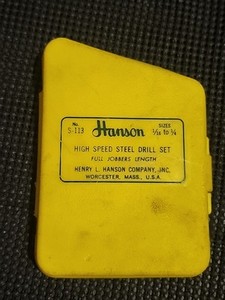 No. S-113 Hanson SIZES 1/16 to 1/4
HIGH SPEED STEEL DRILL SET
FULL JOBBERS LENGTH
HENRY L. HANSON COMPANY, INC.
WORCESTER, MASS., U.S.A.